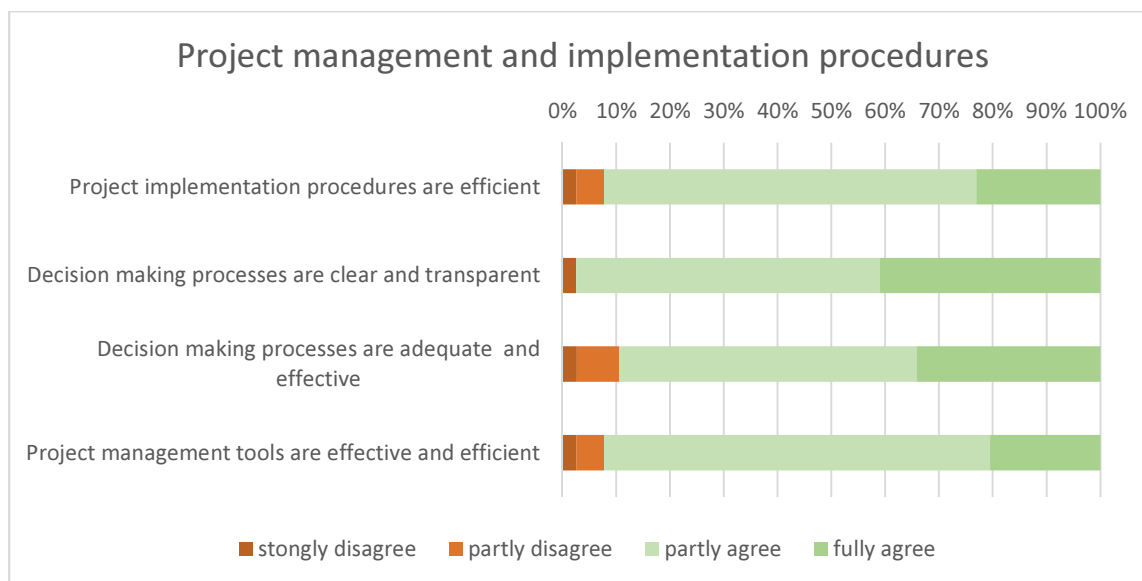 Project management and implementation procedures
0% 10% 20% 30% 40% 50% 60% 70% 80% 90% 100%
Project implementation procedures are efficient
Decision making processes are clear and transparent
Decision making processes are adequate  and
effective
Project management tools are effective and efficient
stongly disagree partly disagree partly agree fully agree